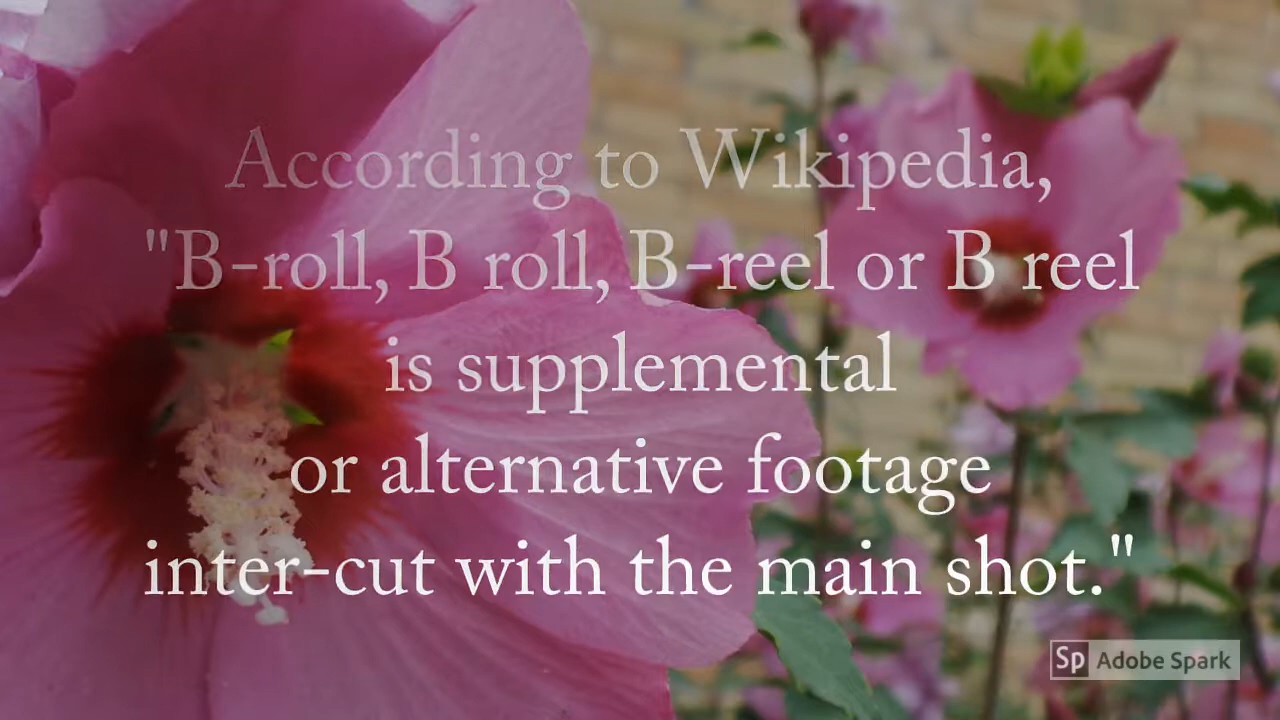 According to Wikipedia,
"B-roll, B roll, B-reel or B reel
is supplemental
or alternative footage
inter-cut with the main shot."
Sp Adobe Spark